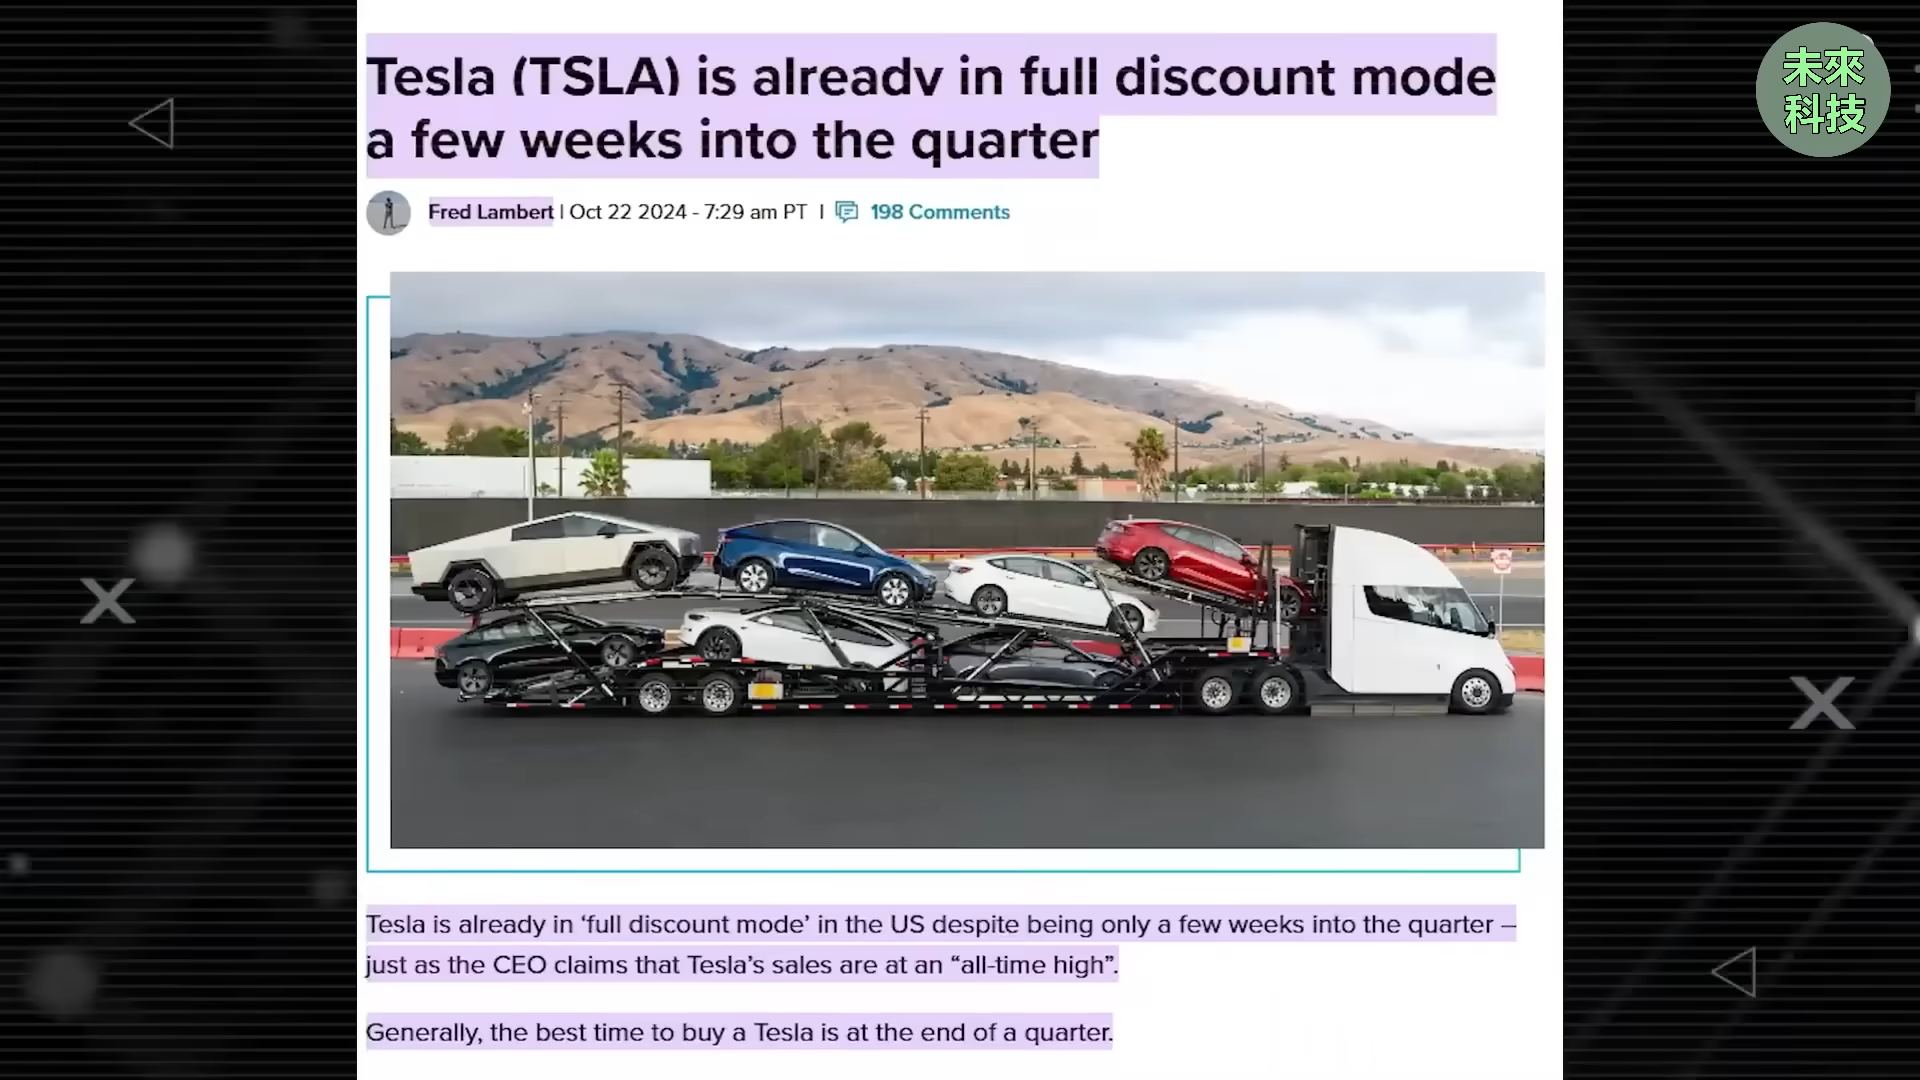 Tesla (TSLA) is already in full discount mode
a few weeks into the quarter
未來
科技
Fred Lambert | Oct 22 2024 - 7:29 am PT | 198 Comments
Tesla is already in ‘full discount mode’ in the US despite being only a few weeks into the quarter –
just as the CEO claims that Tesla’s sales are at an “all-time high”.
Generally, the best time to buy a Tesla is at the end of a quarter.